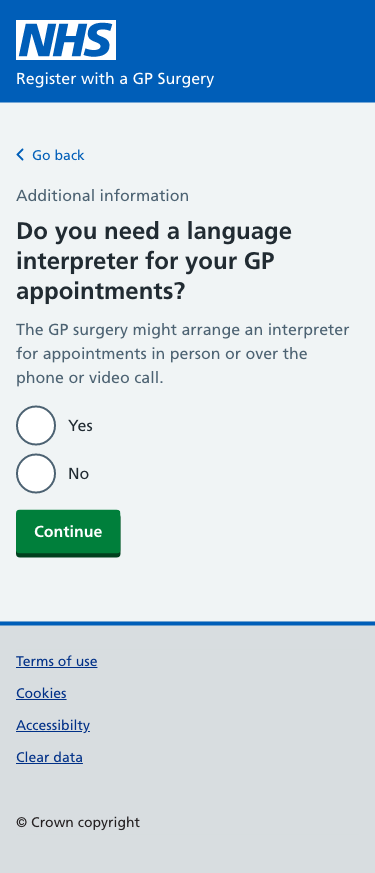 NHS
Register with a GP Surgery
Go back
Additional information
Do you need a language
interpreter for your GP
appointments?
The GP surgery might arrange an interpreter
for appointments in person or over the
phone or video call.
Yes
No
Continue
Terms of use
Cookies
Accessibilty
Clear data
© Crown copyright